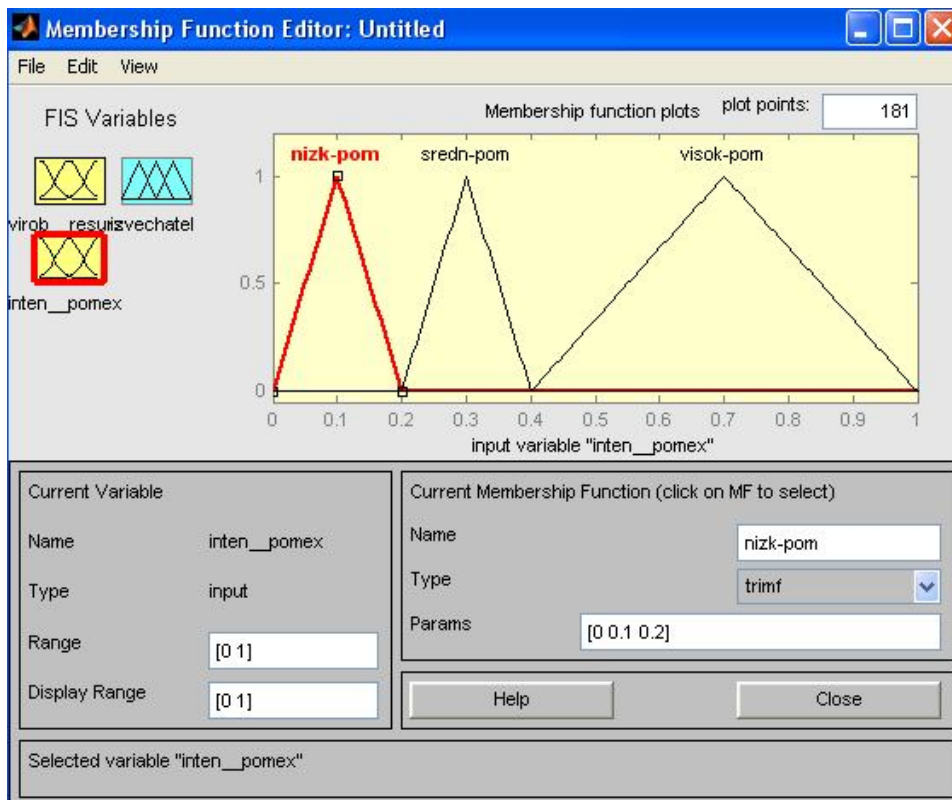 Membership Function Editor: Untitled
File Edit View
FIS Variables
Membership function plots plot points: 181
nizk-pom sredn-pom visok-pom
1
0.5
0
0 0.1 0.2 0.3 0.4 0.5 0.6 0.7 0.8 0.9 1
input variable "inten__pomex"
virob__
inten__pomex
Current Variable
Name inten__pomex
Type input
Range [0 1]
Display Range [0 1]
Current Membership Function (click on MF to select)
Name nizk-pom
Type trimf
Params [0 0.1 0.2]
Help Close
Selected variable "inten__pomex"